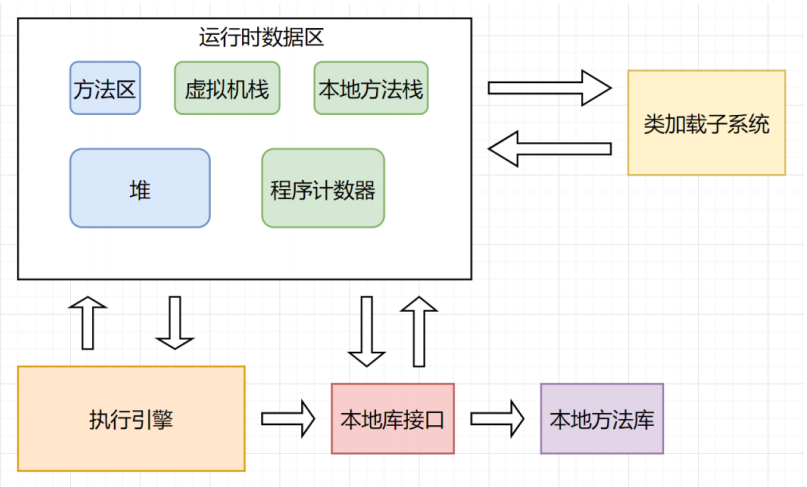 运行时数据区
方法区
虚拟机栈
本地方法栈
类加载子系统
堆
程序计数器
执行引擎
本地库接口
本地方法库